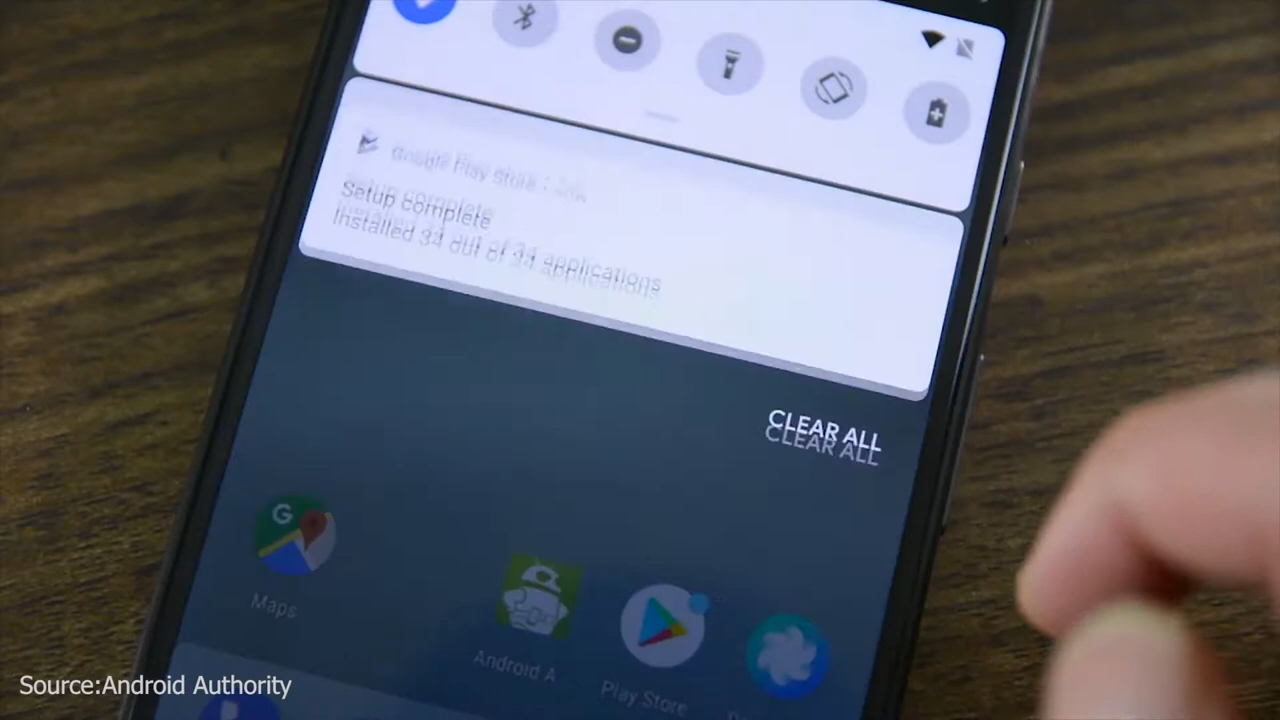 Google Play Store · now
Setup complete
Installed 34 out of 34 applications
CLEAR ALL
Maps
Android A
Play Store
Source:Android Authority